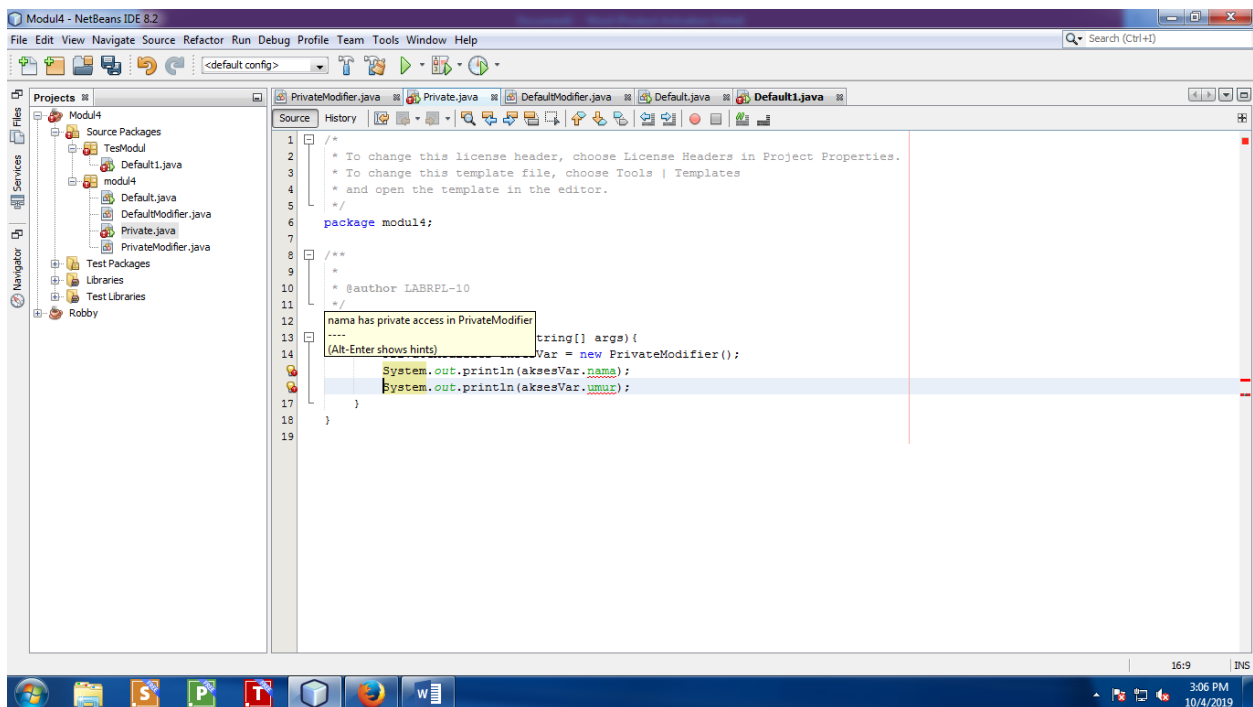 Modul4 - NetBeans IDE 8.2
File Edit View Navigate Source Refactor Run Debug Profile Team Tools Window Help
Search (Ctrl+I)
<default config>
Files
Services
Navigator
Projects
Modul4
Source Packages
TesModul
Default1.java
modul4
Default.java
DefaultModifier.java
Private.java
PrivateModifier.java
Test Packages
Libraries
Test Libraries
Robby
PrivateModifier.java Private.java DefaultModifier.java Default.java Default1.java
Source History
1 /*
2 * To change this license header, choose License Headers in Project Properties.
3 * To change this template file, choose Tools | Templates
4 * and open the template in the editor.
5 */
6 package modul4;
7
8 /**
9 *
10 * @author LABRPL-10
11 */
12
nama has private access in PrivateModifier
----
(Alt-Enter shows hints)
13 tring[] args){
14 Var = new PrivateModifier();
System.out.println(aksesVar.nama);
System.out.println(aksesVar.umur);
17 }
18 }
19
16:9 INS
S P T W
3:06 PM
10/4/2019